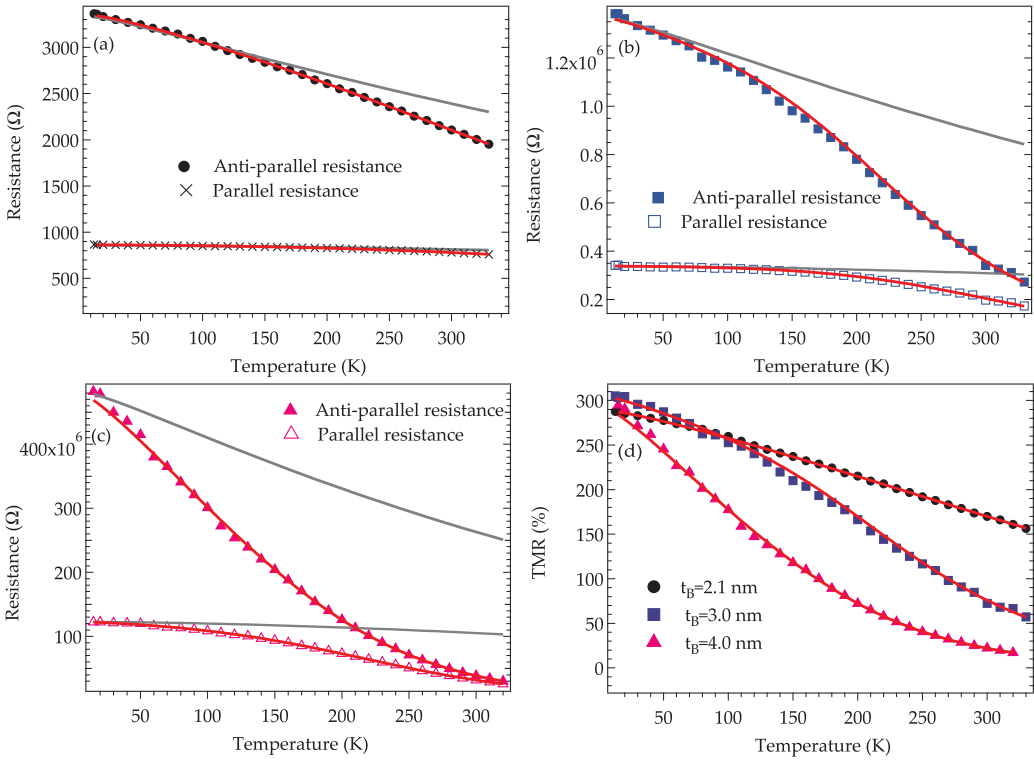 (a)
3000
2500
2000
1500
1000
500
Resistance (Ω)
Anti-parallel resistance
Parallel resistance
50 100 150 200 250 300
Temperature (K)
(b)
1.2x10⁶
1.0
0.8
0.6
0.4
0.2
Resistance (Ω)
Anti-parallel resistance
Parallel resistance
50 100 150 200 250 300
Temperature (K)
(c)
400x10⁶
300
200
100
Resistance (Ω)
Anti-parallel resistance
Parallel resistance
50 100 150 200 250 300
Temperature (K)
(d)
300
250
200
150
100
50
0
TMR (%)
t_B=2.1 nm
t_B=3.0 nm
t_B=4.0 nm
50 100 150 200 250 300
Temperature (K)